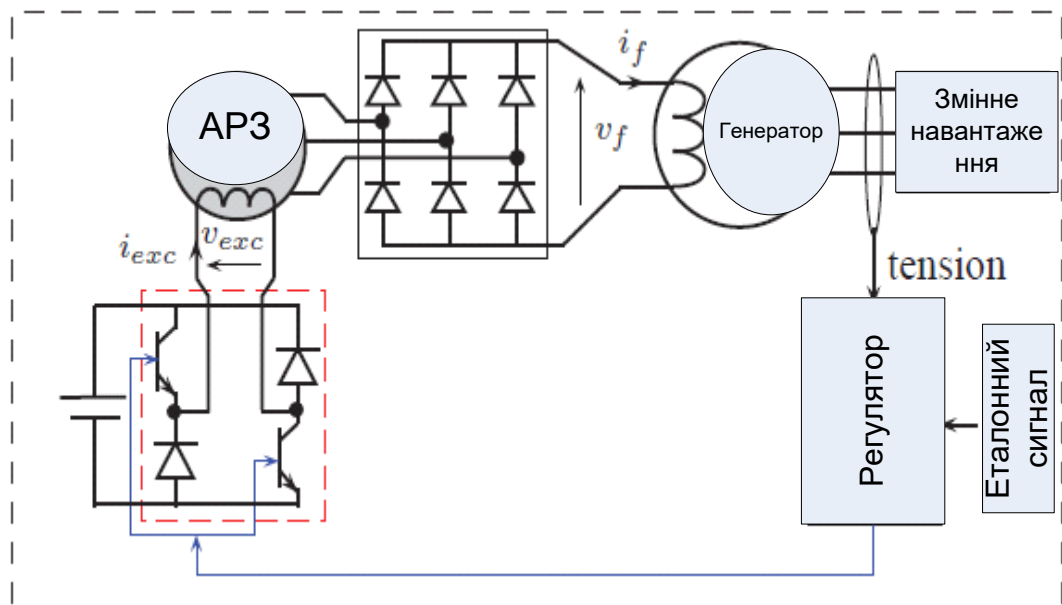 АРЗ
i_f
v_f
Генератор
Змінне
навантаже
ння
i_exc
v_exc
tension
Регулятор
Еталонний
сигнал